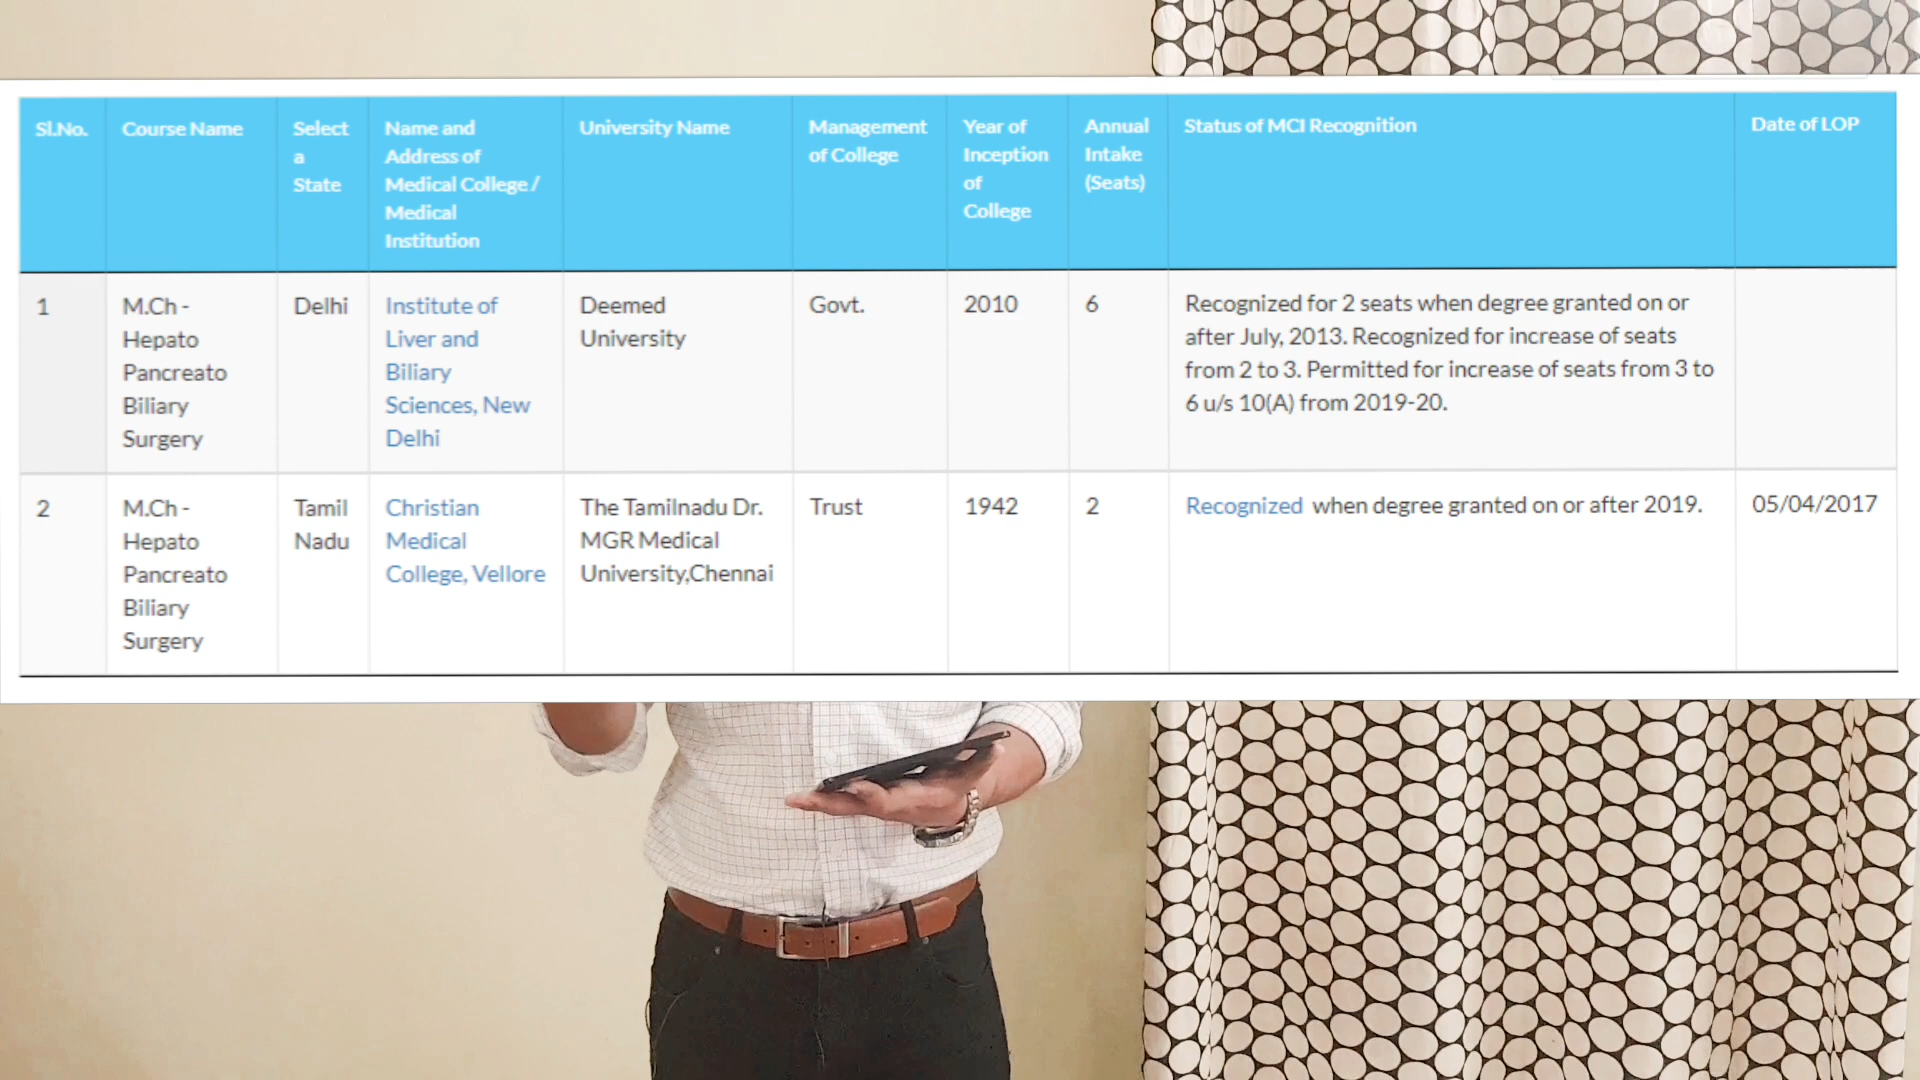 Sl.No.
Course Name
Select
a
State
Name and
Address of
Medical College /
Medical
Institution
University Name
Management
of College
Year of
Inception
of
College
Annual
Intake
(Seats)
Status of MCI Recognition
Date of LOP
1
M.Ch -
Hepato
Pancreato
Biliary
Surgery
Delhi
Institute of
Liver and
Biliary
Sciences, New
Delhi
Deemed
University
Govt.
2010
6
Recognized for 2 seats when degree granted on or
after July, 2013. Recognized for increase of seats
from 2 to 3. Permitted for increase of seats from 3 to
6 u/s 10(A) from 2019-20.
2
M.Ch -
Hepato
Pancreato
Biliary
Surgery
Tamil
Nadu
Christian
Medical
College, Vellore
The Tamilnadu Dr.
MGR Medical
University,Chennai
Trust
1942
2
Recognized when degree granted on or after 2019.
05/04/2017